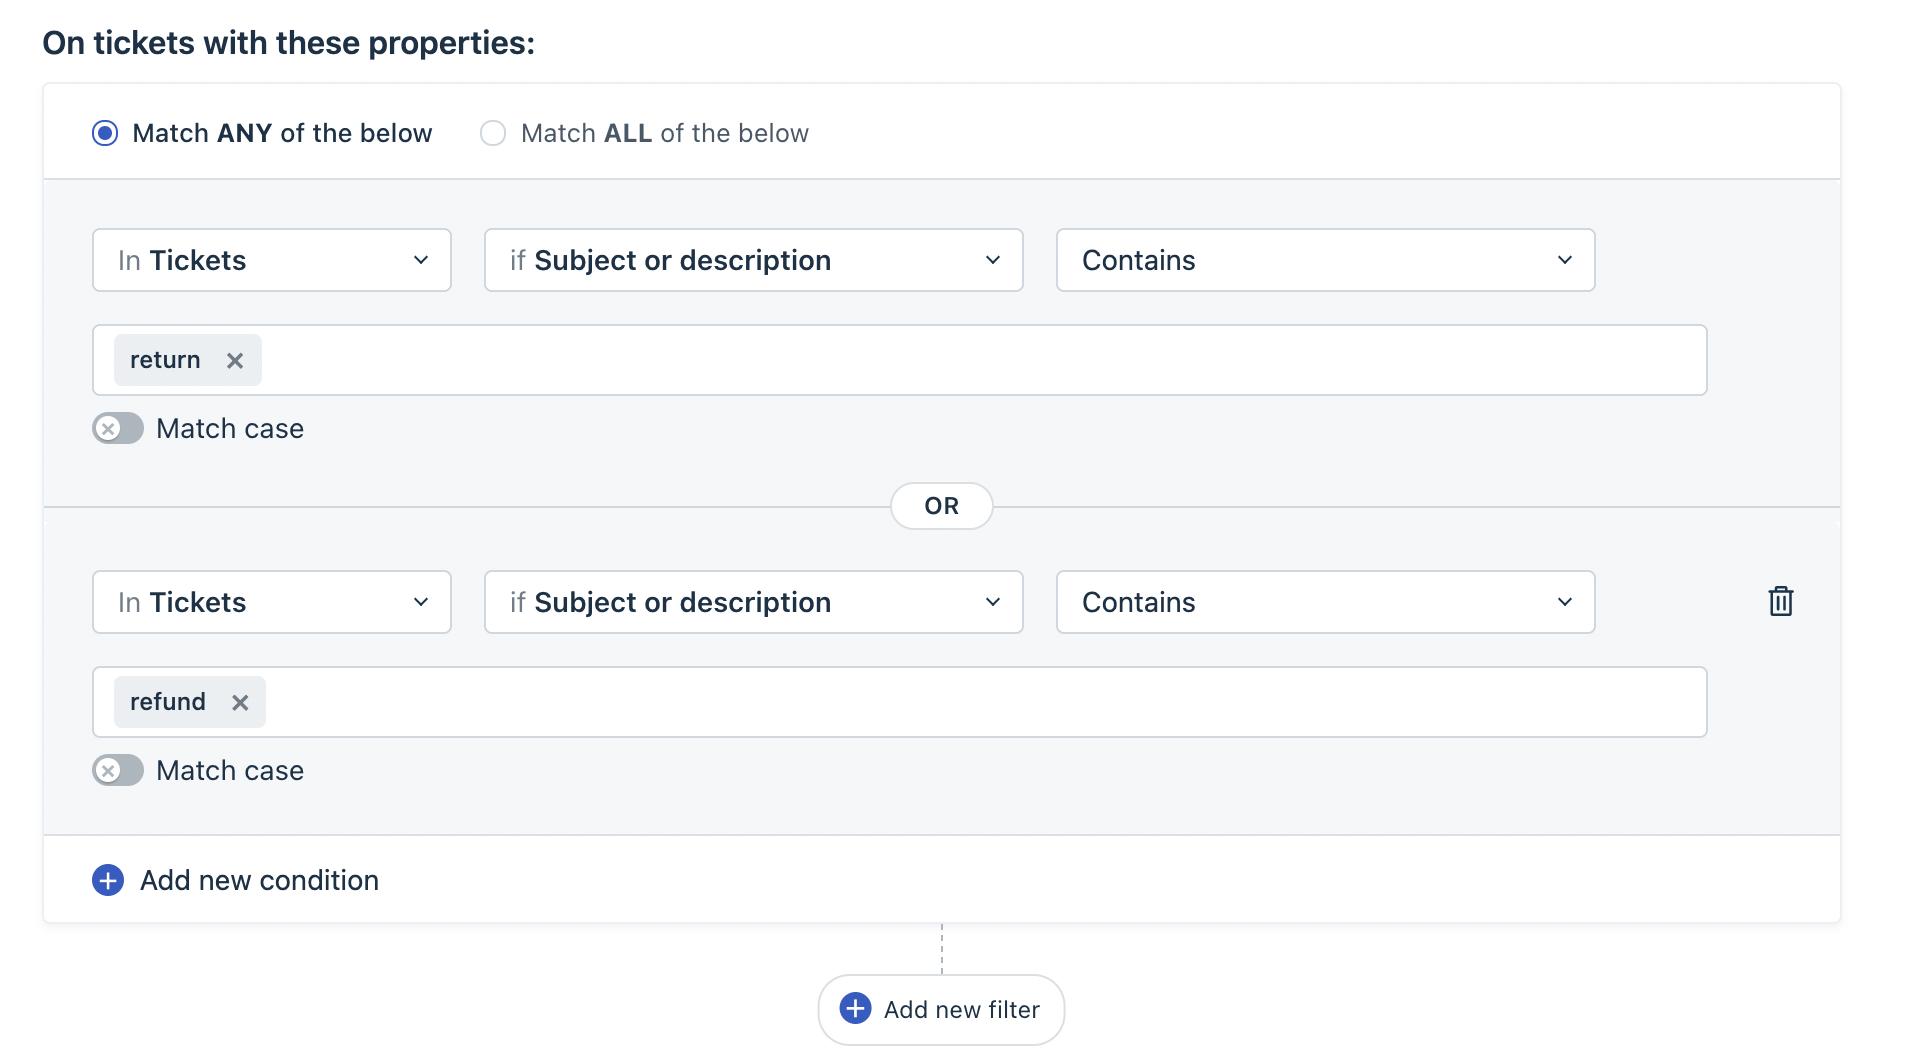 On tickets with these properties:
Match ANY of the below Match ALL of the below
In Tickets if Subject or description Contains
return
Match case
OR
In Tickets if Subject or description Contains
refund
Match case
Add new condition
Add new filter